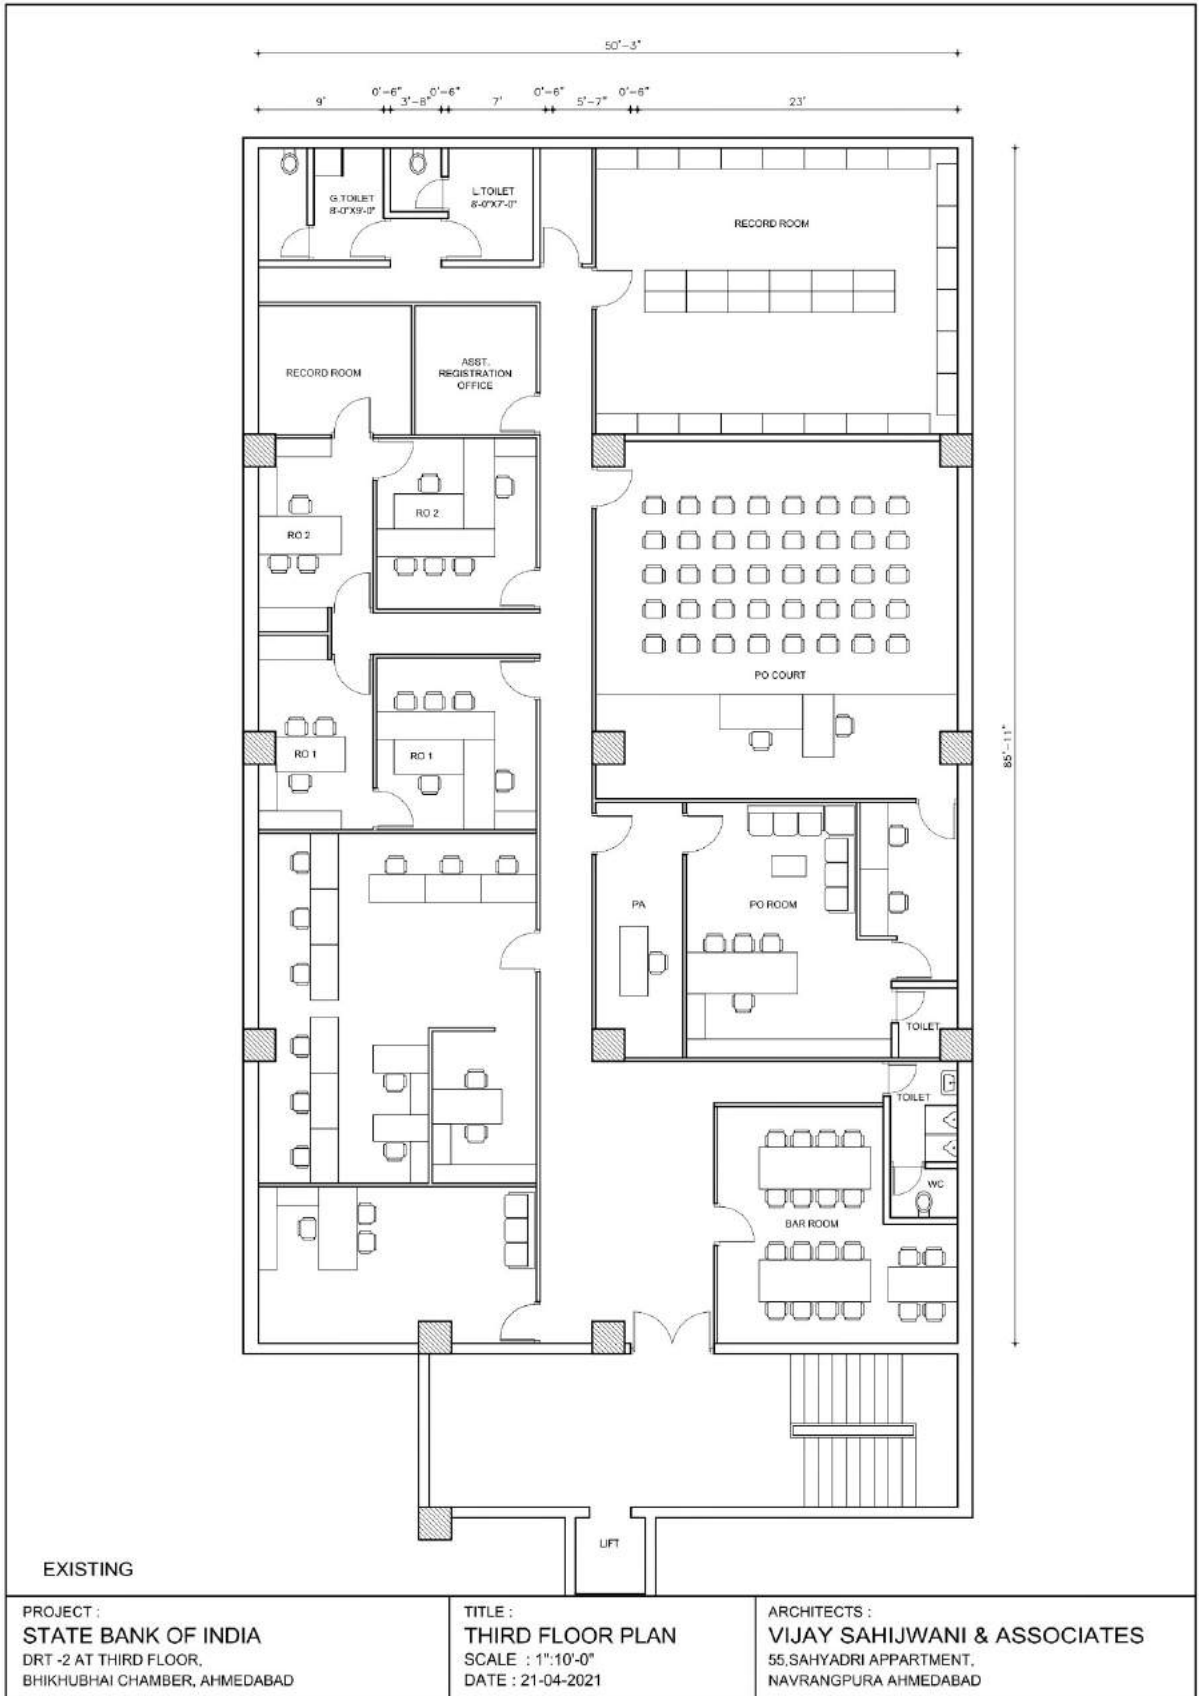 50'-3"
9'
0'-6"
3'-8"
0'-6"
7'
0'-6"
5'-7"
0'-6"
23'
G.TOILET
8'-0"X9'-0"
L.TOILET
8'-0"X7'-0"
RECORD ROOM
RECORD ROOM
ASST.
REGISTRATION
OFFICE
RO 2
RO 2
PO COURT
85'-11"
RO 1
RO 1
PA
PO ROOM
TOILET
TOILET
WC
BAR ROOM
LIFT
EXISTING
PROJECT :
STATE BANK OF INDIA
DRT -2 AT THIRD FLOOR,
BHIKHUBHAI CHAMBER, AHMEDABAD
TITLE :
THIRD FLOOR PLAN
SCALE : 1":10'-0"
DATE : 21-04-2021
ARCHITECTS :
VIJAY SAHIJWANI & ASSOCIATES
55,SAHYADRI APPARTMENT,
NAVRANGPURA AHMEDABAD